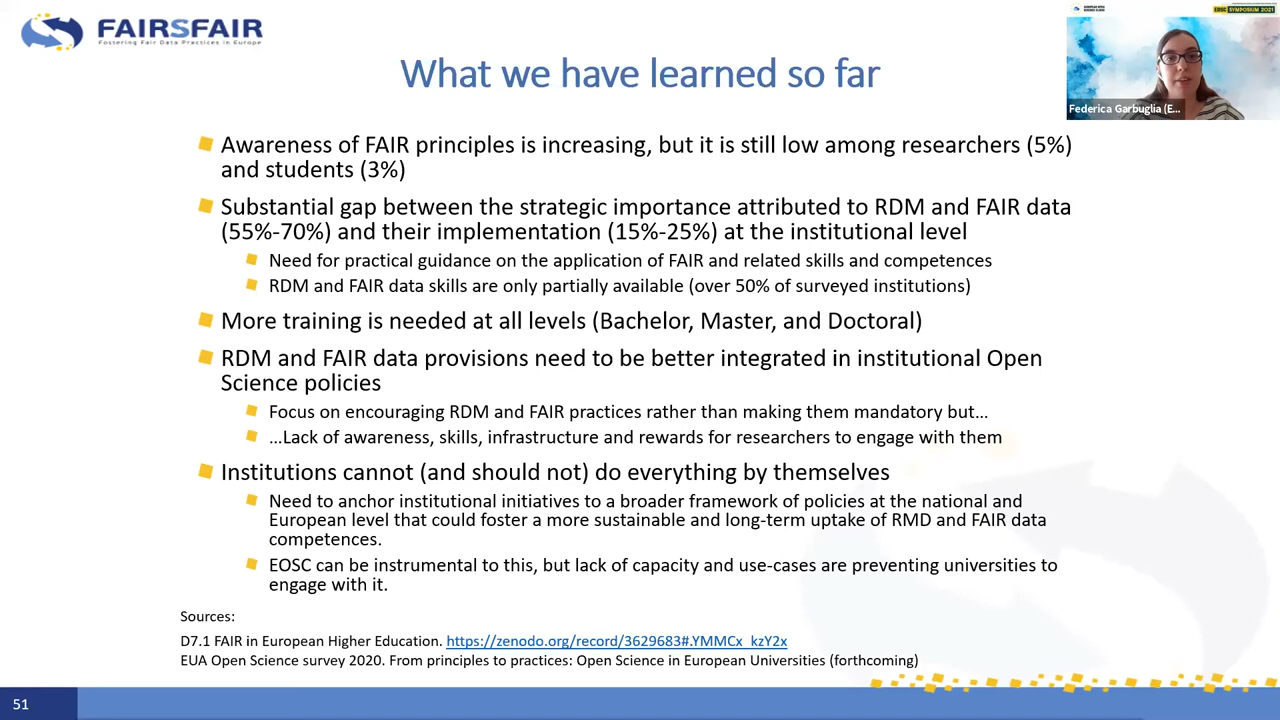 FAIRSFAIR
Fostering Fair Data Practices in Europe
EOSC SYMPOSIUM 2021
What we have learned so far
Federica Garbuglia (E...
Awareness of FAIR principles is increasing, but it is still low among researchers (5%)
and students (3%)
Substantial gap between the strategic importance attributed to RDM and FAIR data
(55%-70%) and their implementation (15%-25%) at the institutional level
Need for practical guidance on the application of FAIR and related skills and competences
RDM and FAIR data skills are only partially available (over 50% of surveyed institutions)
More training is needed at all levels (Bachelor, Master, and Doctoral)
RDM and FAIR data provisions need to be better integrated in institutional Open
Science policies
Focus on encouraging RDM and FAIR practices rather than making them mandatory but...
...Lack of awareness, skills, infrastructure and rewards for researchers to engage with them
Institutions cannot (and should not) do everything by themselves
Need to anchor institutional initiatives to a broader framework of policies at the national and
European level that could foster a more sustainable and long-term uptake of RMD and FAIR data
competences.
EOSC can be instrumental to this, but lack of capacity and use-cases are preventing universities to
engage with it.
Sources:
D7.1 FAIR in European Higher Education. https://zenodo.org/record/3629683#.YMMCx_kzY2x
EUA Open Science survey 2020. From principles to practices: Open Science in European Universities (forthcoming)
51